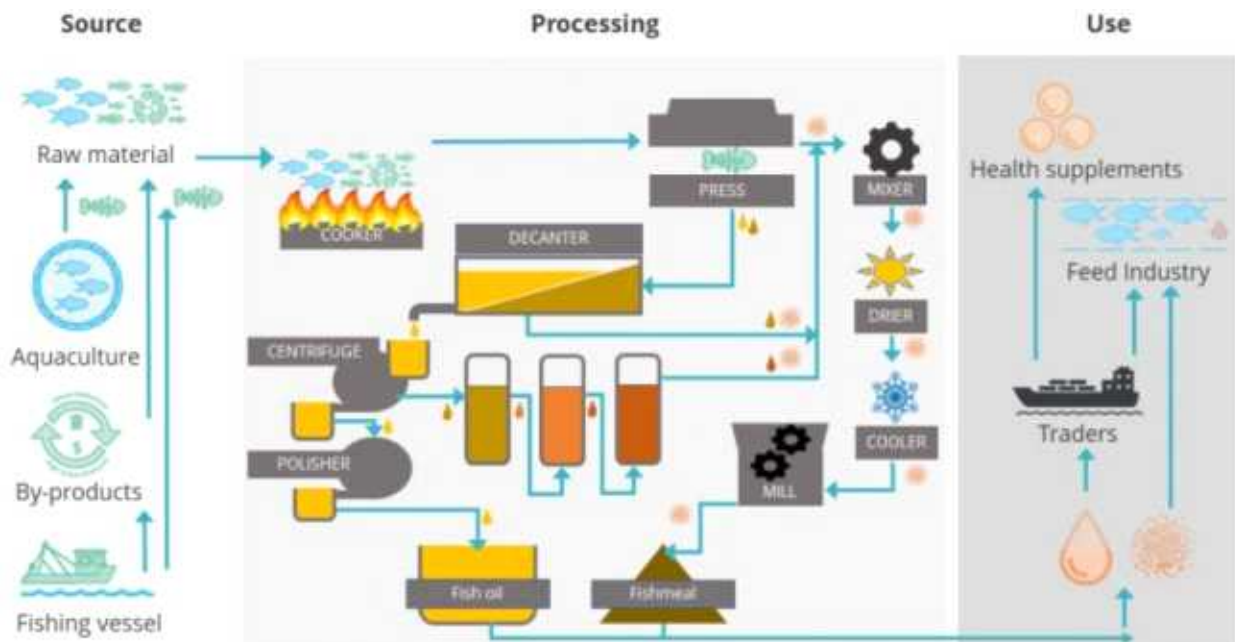 Source
Processing
Use
Raw material
Aquaculture
By-products
Fishing vessel
COOKER
PRESS
DECANTER
CENTRIFUGE
POLISHER
MIXER
DRIER
COOLER
MILL
Fish oil
Fishmeal
Health supplements
Feed Industry
Traders